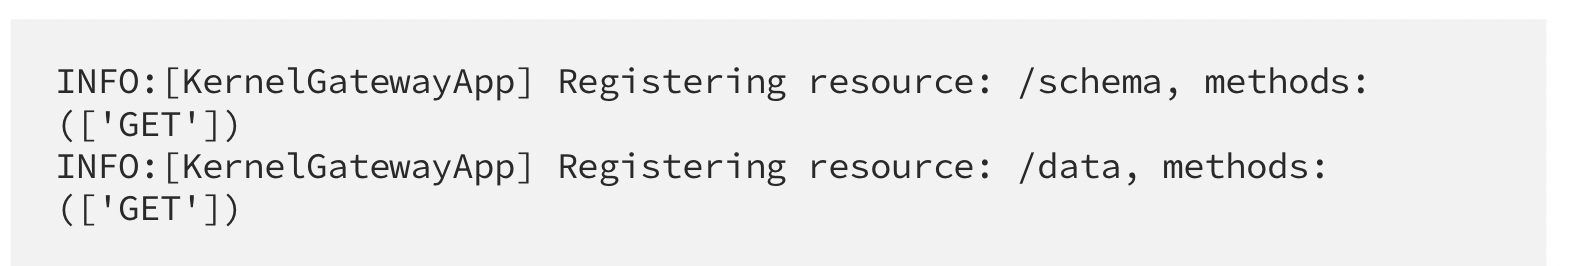 INFO:[KernelGatewayApp] Registering resource: /schema, methods:
(['GET'])
INFO:[KernelGatewayApp] Registering resource: /data, methods:
(['GET'])